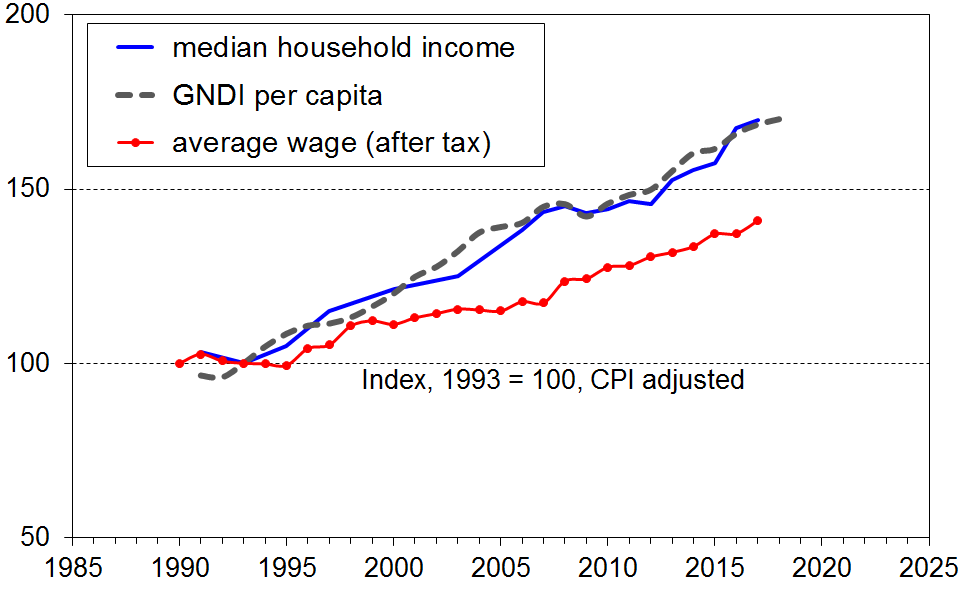 200
median household income
GNDI per capita
average wage (after tax)
150
100
Index, 1993 = 100, CPI adjusted
50
1985 1990 1995 2000 2005 2010 2015 2020 2025